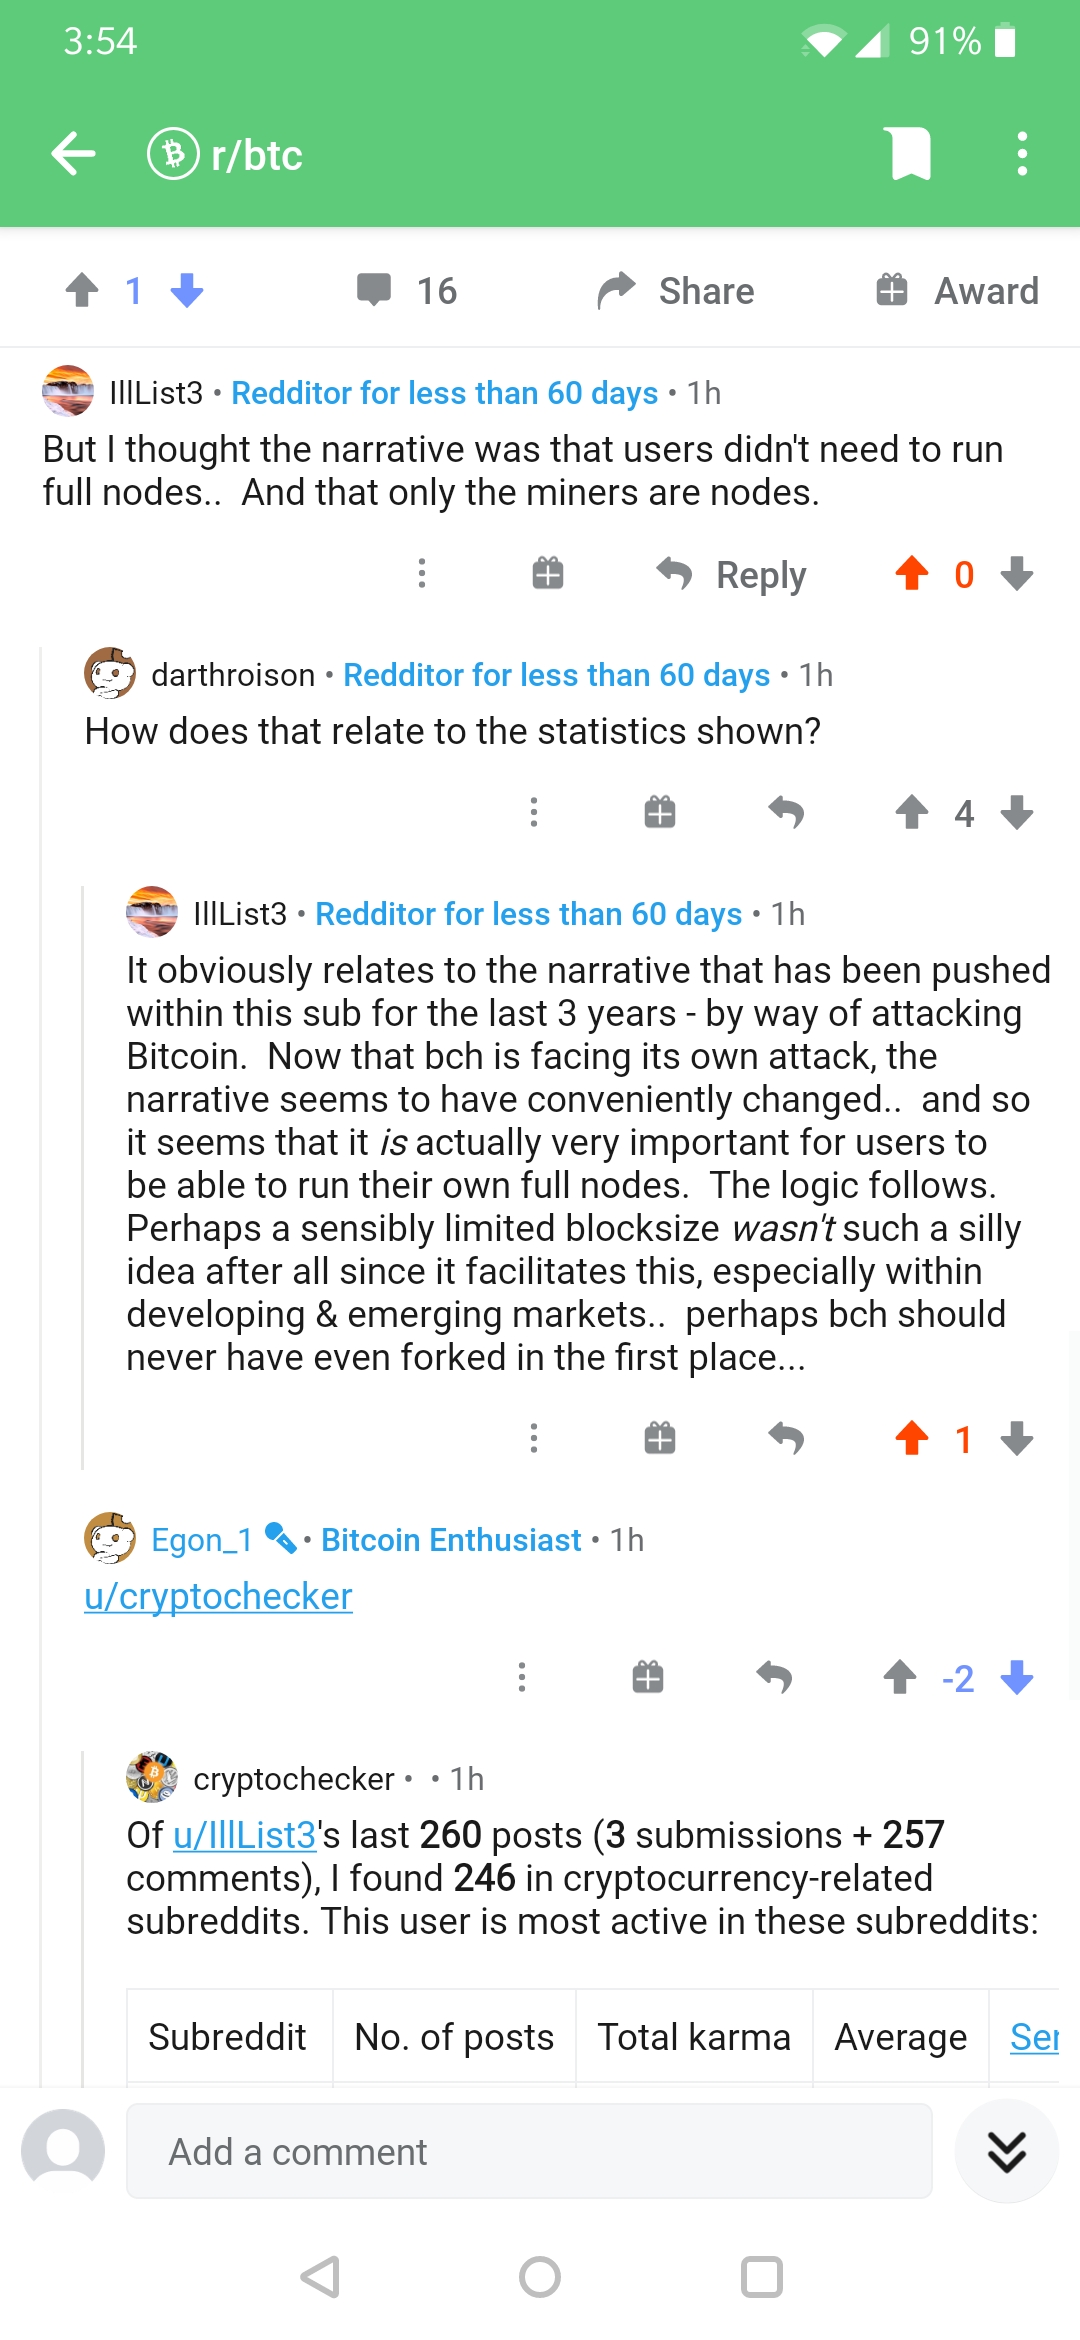 3:54
91%
r/btc
1
16
Share
Award
IllList3 • Redditor for less than 60 days • 1h
But I thought the narrative was that users didn't need to run
full nodes.. And that only the miners are nodes.
Reply
0
darthroison • Redditor for less than 60 days • 1h
How does that relate to the statistics shown?
4
IllList3 • Redditor for less than 60 days • 1h
It obviously relates to the narrative that has been pushed
within this sub for the last 3 years - by way of attacking
Bitcoin. Now that bch is facing its own attack, the
narrative seems to have conveniently changed.. and so
it seems that it is actually very important for users to
be able to run their own full nodes. The logic follows.
Perhaps a sensibly limited blocksize wasn't such a silly
idea after all since it facilitates this, especially within
developing & emerging markets.. perhaps bch should
never have even forked in the first place...
1
Egon_1 • Bitcoin Enthusiast • 1h
u/cryptochecker
-2
cryptochecker • • 1h
Of u/IllList3's last 260 posts (3 submissions + 257
comments), I found 246 in cryptocurrency-related
subreddits. This user is most active in these subreddits:
Subreddit No. of posts Total karma Average Ser
Add a comment